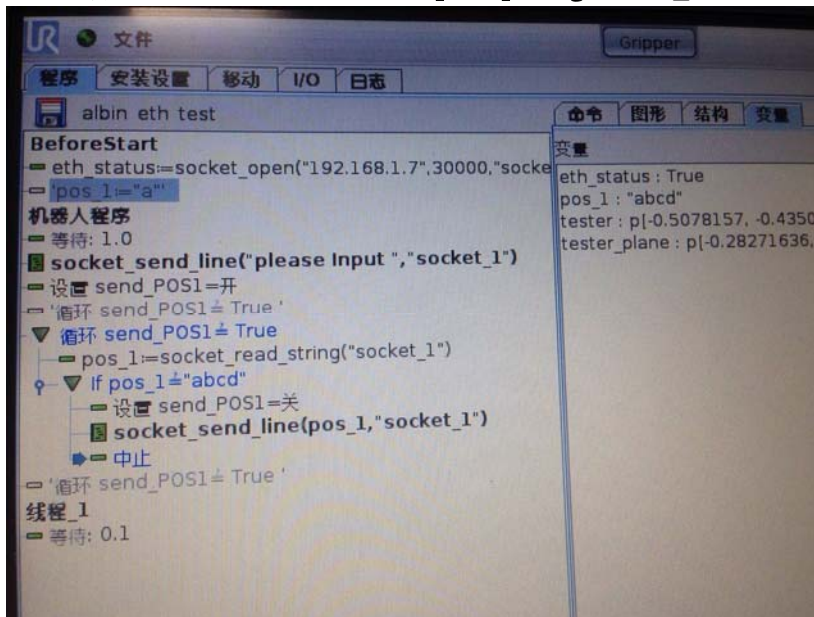 UR 文件 Gripper
程序 安装设置 移动 I/O 日志
albin eth test
命令 图形 结构 变量
BeforeStart
eth_status≔socket_open("192.168.1.7",30000,"socke
'pos_1≔"a"'
机器人程序
等待: 1.0
socket_send_line("please Input ","socket_1")
设置 send_POS1=开
'循环 send_POS1≟ True '
循环 send_POS1≟ True
pos_1≔socket_read_string("socket_1")
If pos_1≟"abcd"
设置 send_POS1=关
socket_send_line(pos_1,"socket_1")
中止
'循环 send_POS1≟ True '
线程_1
等待: 0.1
变量
eth_status : True
pos_1 : "abcd"
tester : p[-0.5078157, -0.4350
tester_plane : p[-0.28271636,